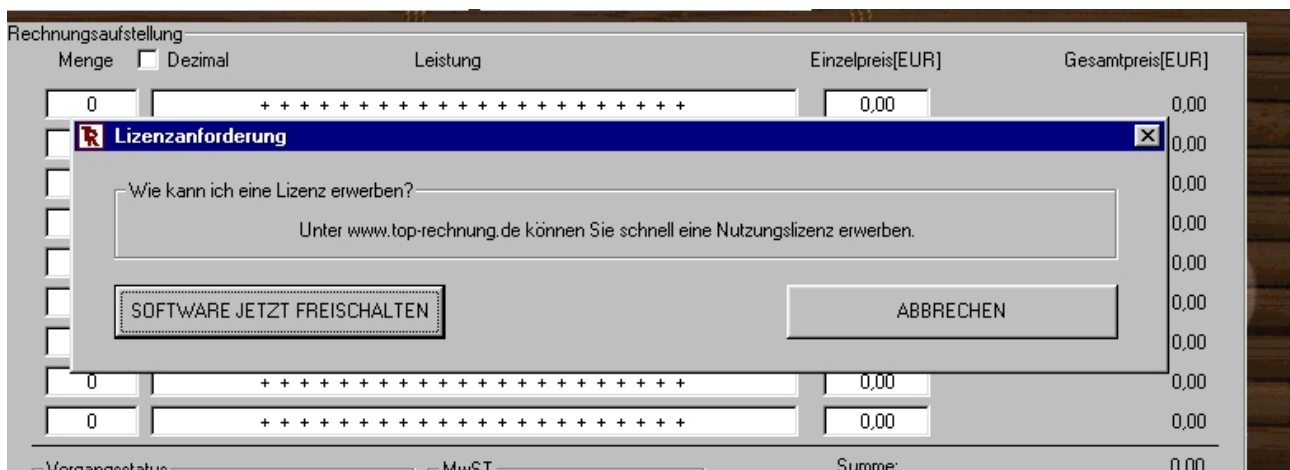 Rechnungsaufstellung
Menge Dezimal Leistung Einzelpreis[EUR] Gesamtpreis[EUR]
0 + + + + + + + + + + + + + + + + + + + + + + 0,00 0,00
Lizenzanforderung
0,00
Wie kann ich eine Lizenz erwerben?
0,00
Unter www.top-rechnung.de können Sie schnell eine Nutzungslizenz erwerben.
0,00
0,00
SOFTWARE JETZT FREISCHALTEN ABBRECHEN
0,00
0,00
0 + + + + + + + + + + + + + + + + + + + + + + 0,00 0,00
0 + + + + + + + + + + + + + + + + + + + + + + 0,00 0,00
Vorgangsstatus MwST Summe: 0,00